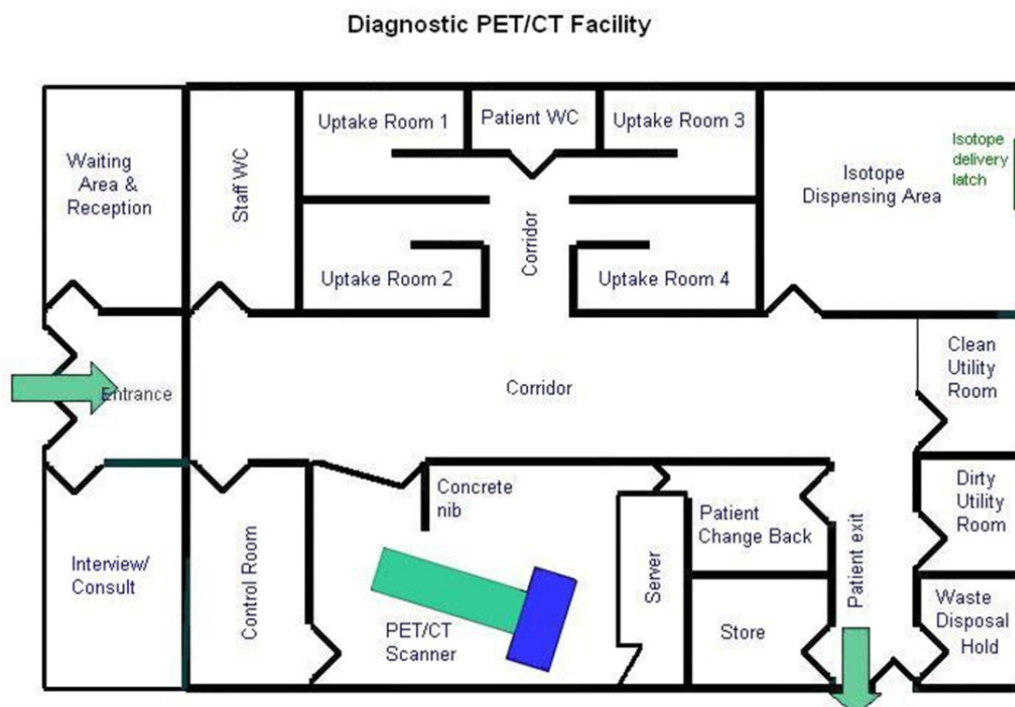 Diagnostic PET/CT Facility
Waiting
Area &
Reception
Staff WC
Uptake Room 1
Patient WC
Uptake Room 3
Isotope
Dispensing Area
Isotope
delivery
latch
Uptake Room 2
Corridor
Uptake Room 4
Entrance
Corridor
Clean
Utility
Room
Interview/
Consult
Control Room
Concrete
nib
PET/CT
Scanner
Server
Patient
Change Back
Store
Patient exit
Dirty
Utility
Room
Waste
Disposal
Hold